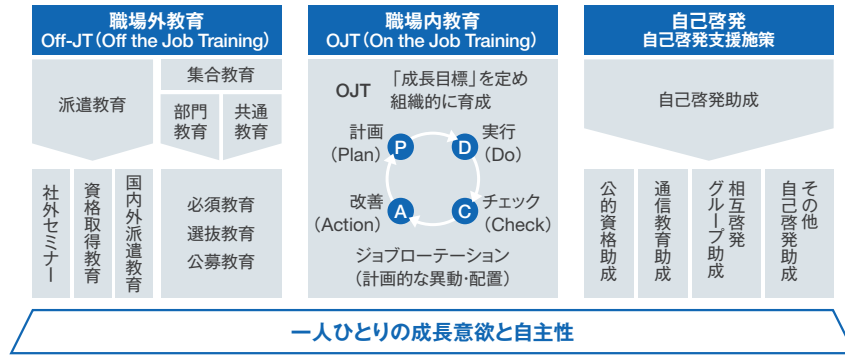 職場外教育
Off-JT(Off the Job Training)
派遣教育
集合教育
部門
教育
共通
教育
社外セミナー
資格取得教育
国内外派遣教育
必須教育
選抜教育
公募教育
職場内教育
OJT(On the Job Training)
OJT
「成長目標」を定め
組織的に育成
計画
(Plan)
P
D
実行
(Do)
改善
(Action)
A
C
チェック
(Check)
ジョブローテーション
(計画的な異動・配置)
自己啓発
自己啓発支援施策
自己啓発助成
公的資格助成
通信教育助成
相互啓発
グループ助成
その他
自己啓発助成
一人ひとりの成長意欲と自主性